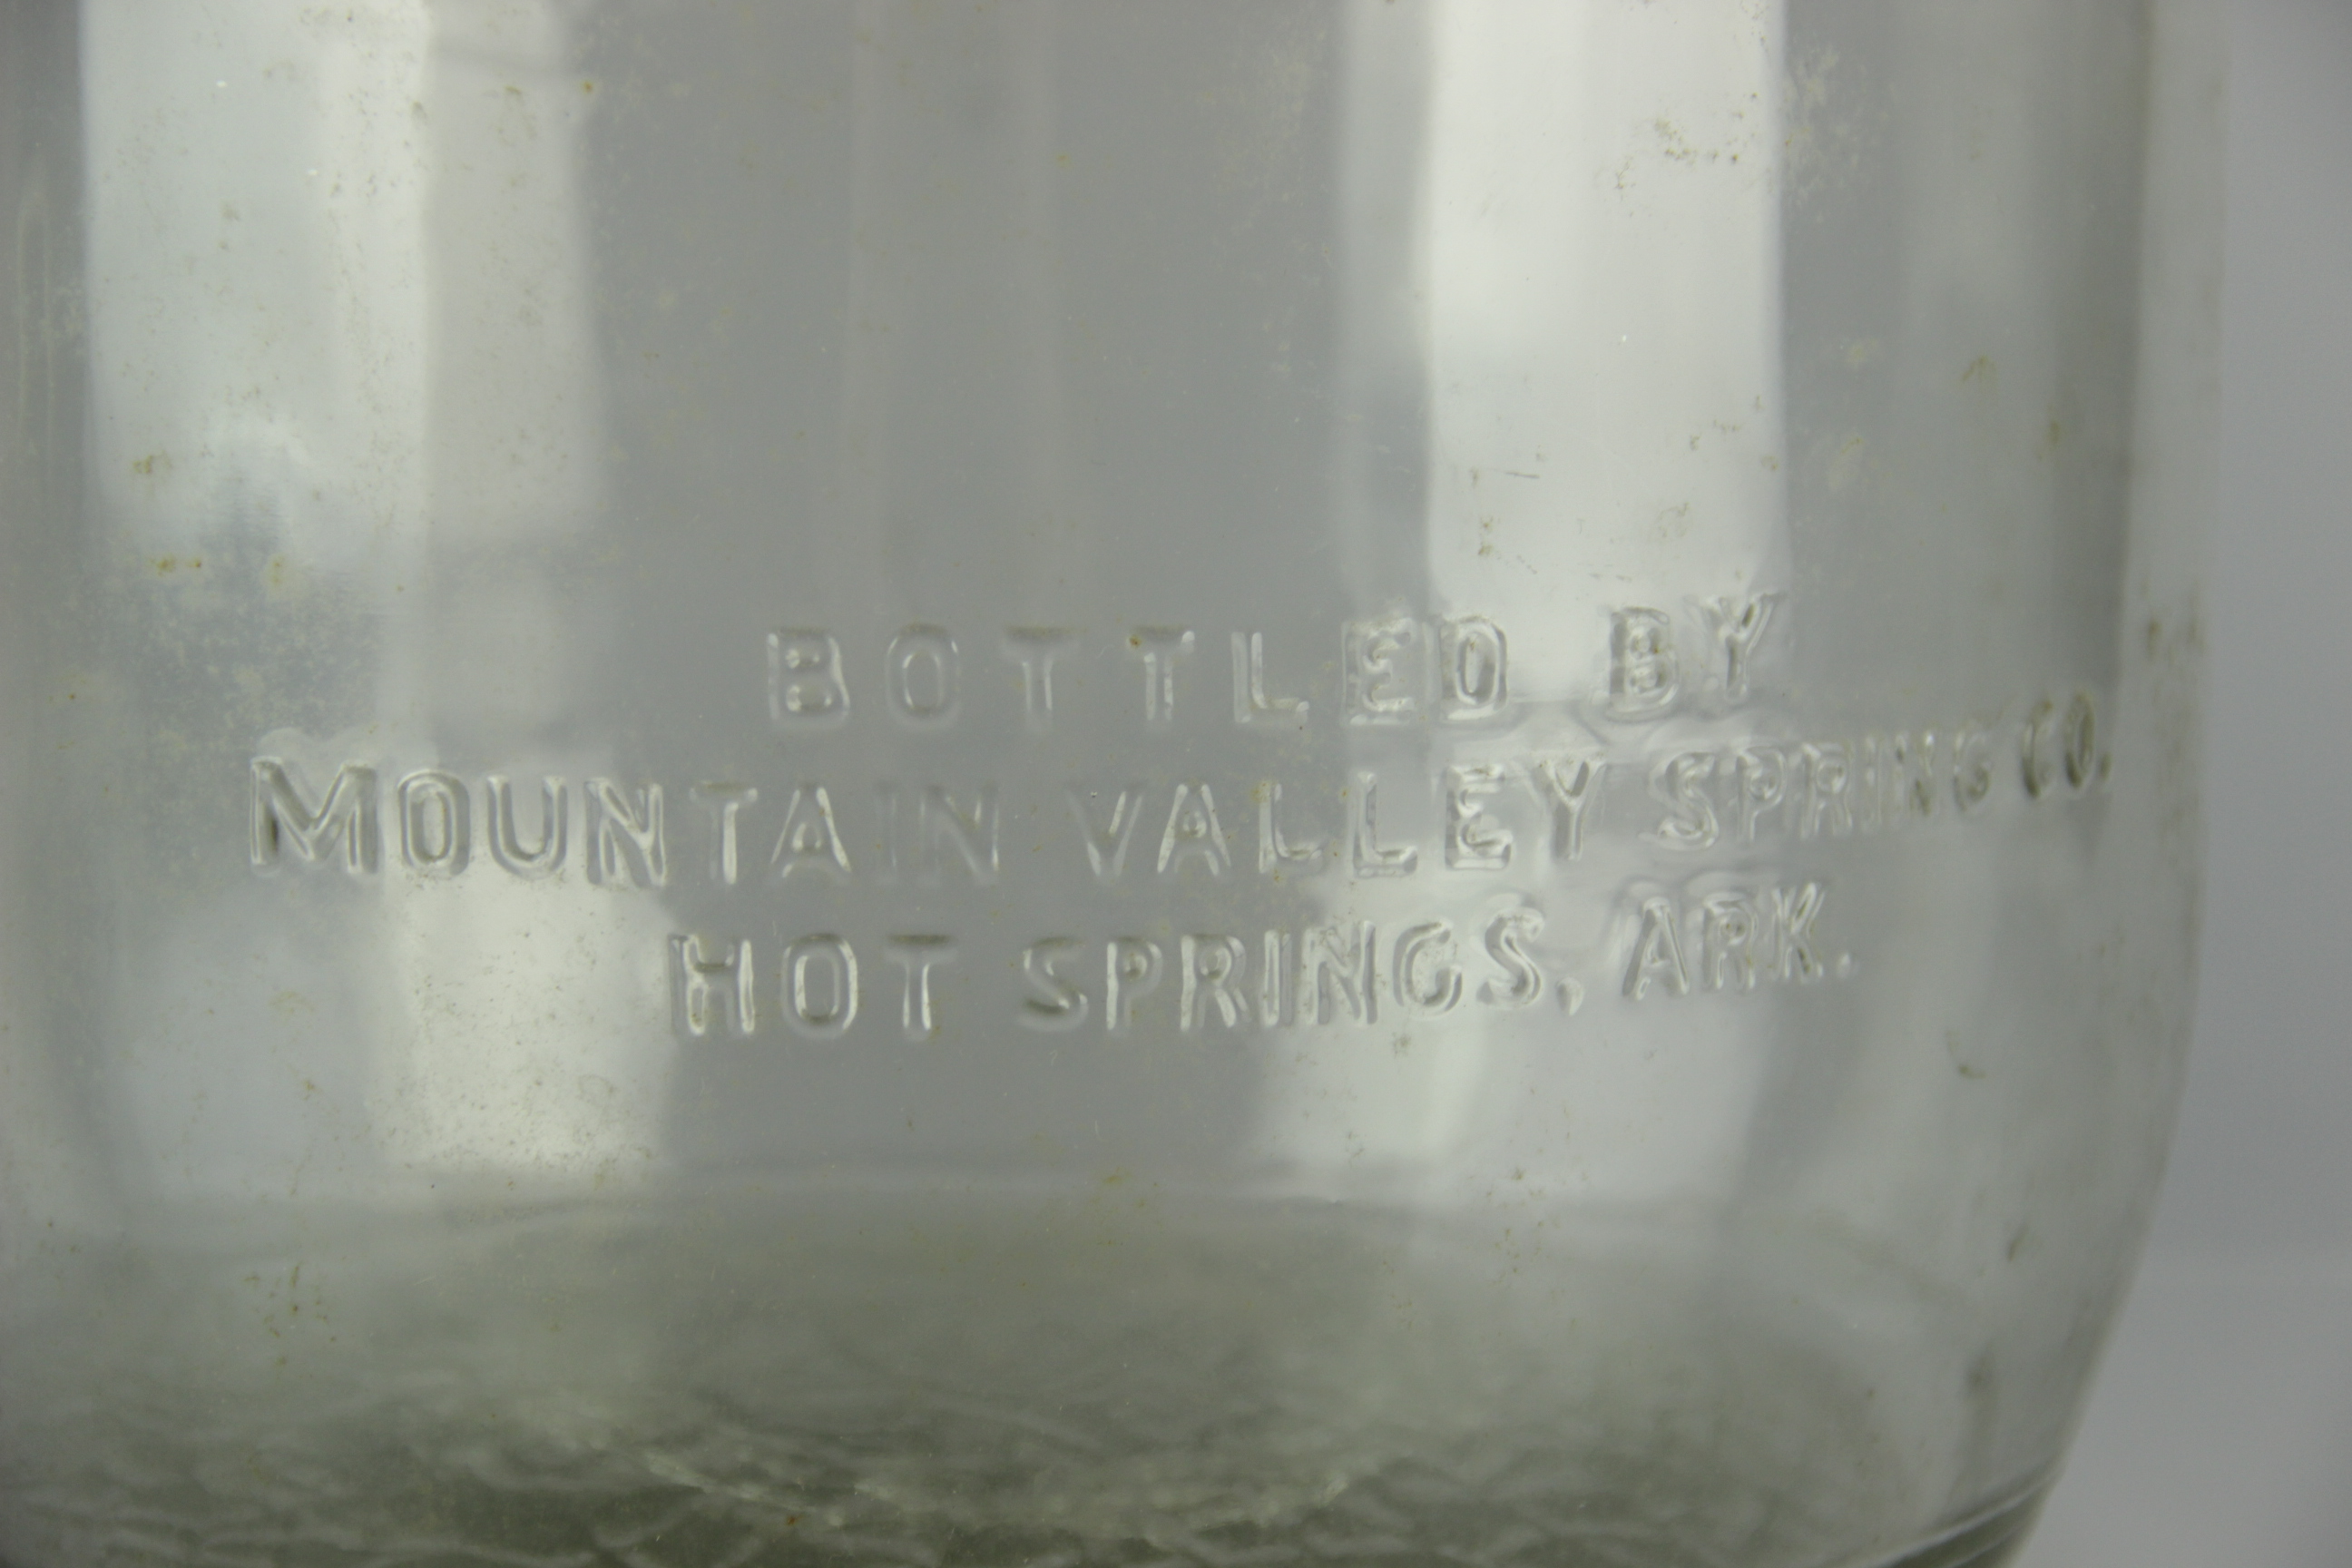 BOTTLED BY
MOUNTAIN VALLEY SPRING CO.
HOT SPRINGS, ARK.